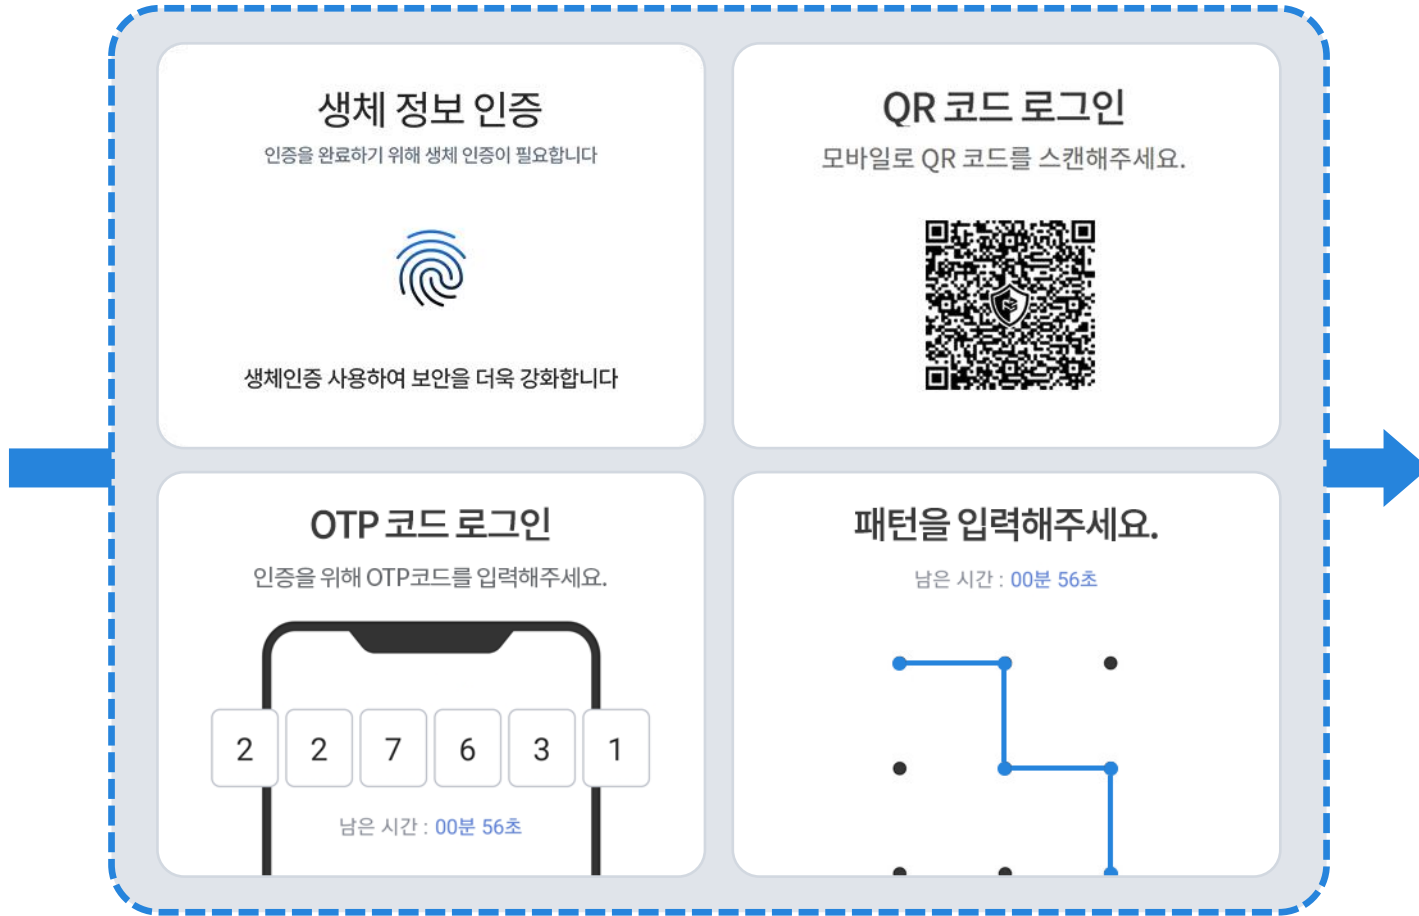 생체 정보 인증
인증을 완료하기 위해 생체 인증이 필요합니다
생체인증 사용하여 보안을 더욱 강화합니다
QR 코드 로그인
모바일로 QR 코드를 스캔해주세요.
OTP 코드 로그인
인증을 위해 OTP코드를 입력해주세요.
2 2 7 6 3 1
남은 시간 : 00분 56초
패턴을 입력해주세요.
남은 시간 : 00분 56초